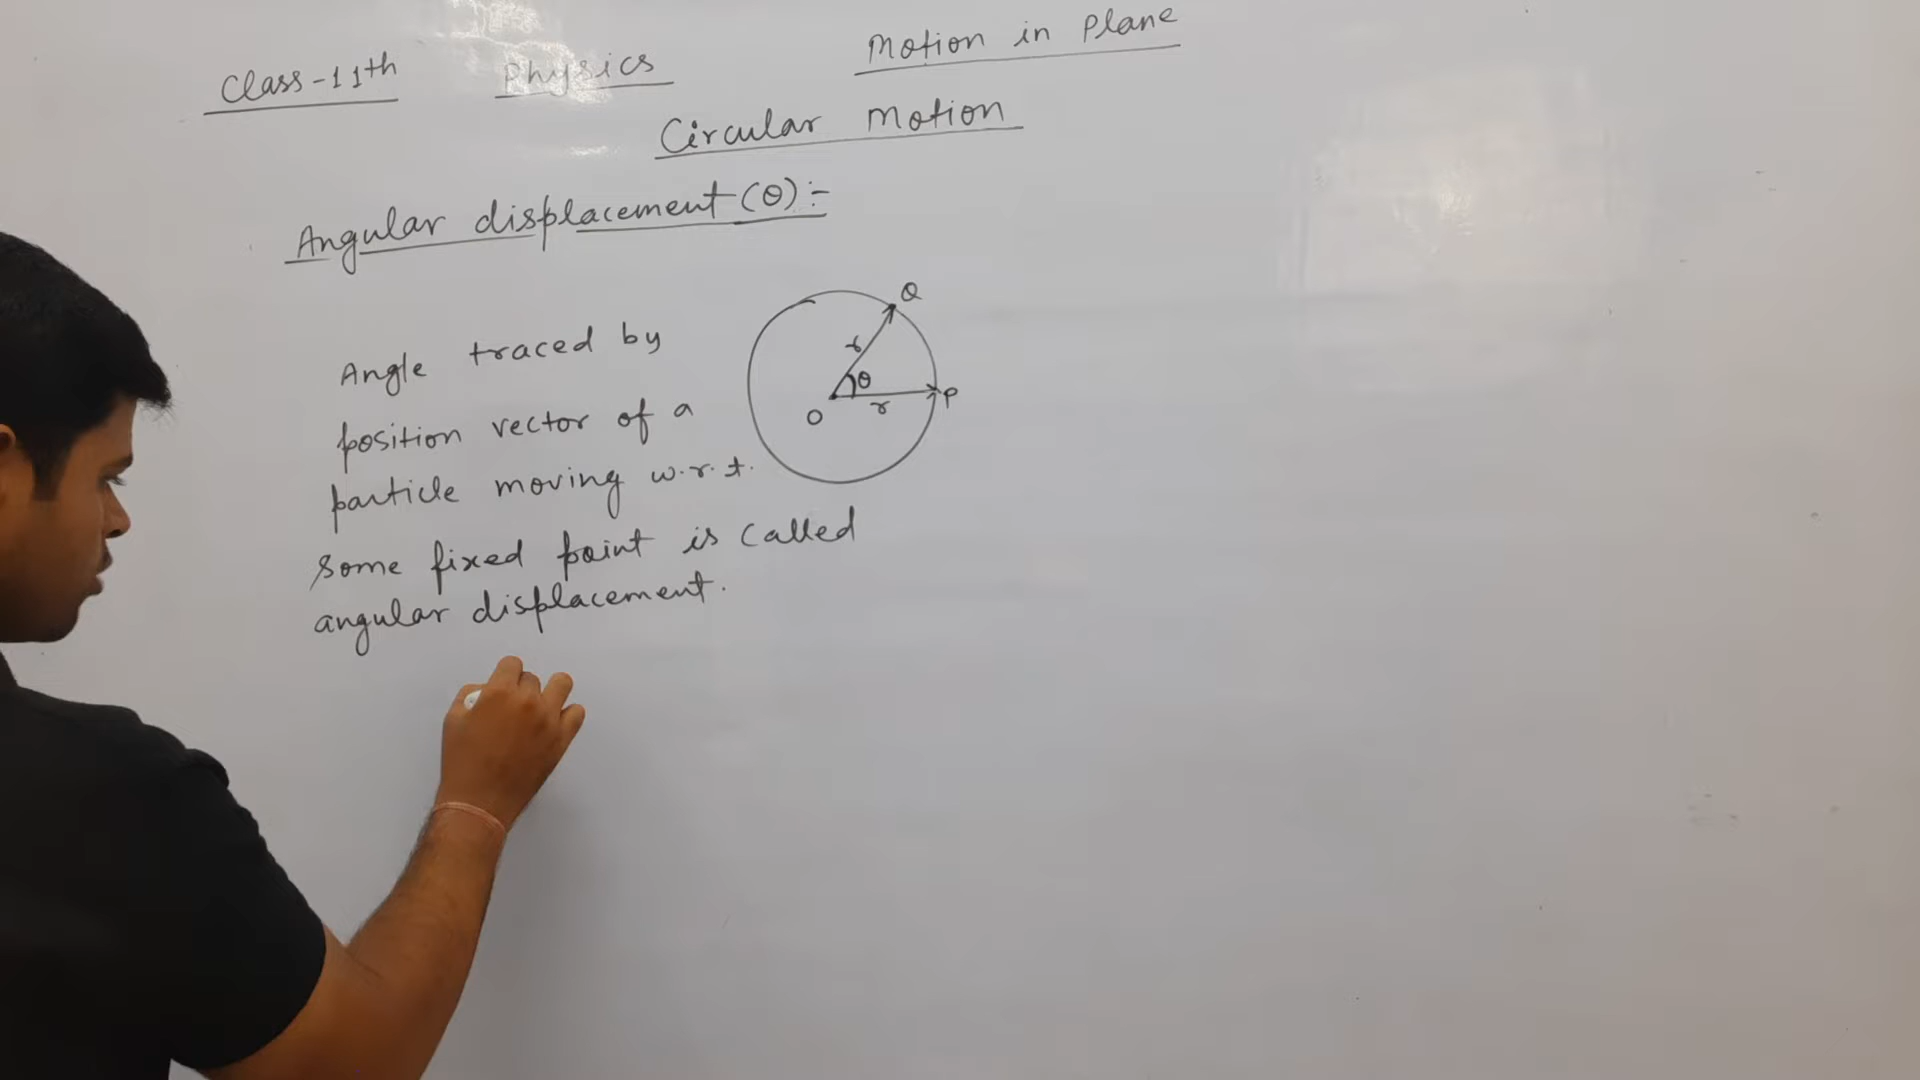 Class-11th Physics Motion in Plane
Circular Motion
Angular displacement (θ) :-
Angle traced by
position vector of a
particle moving w.r.t.
some fixed point is called
angular displacement.
Q
r
θ
O
r
P